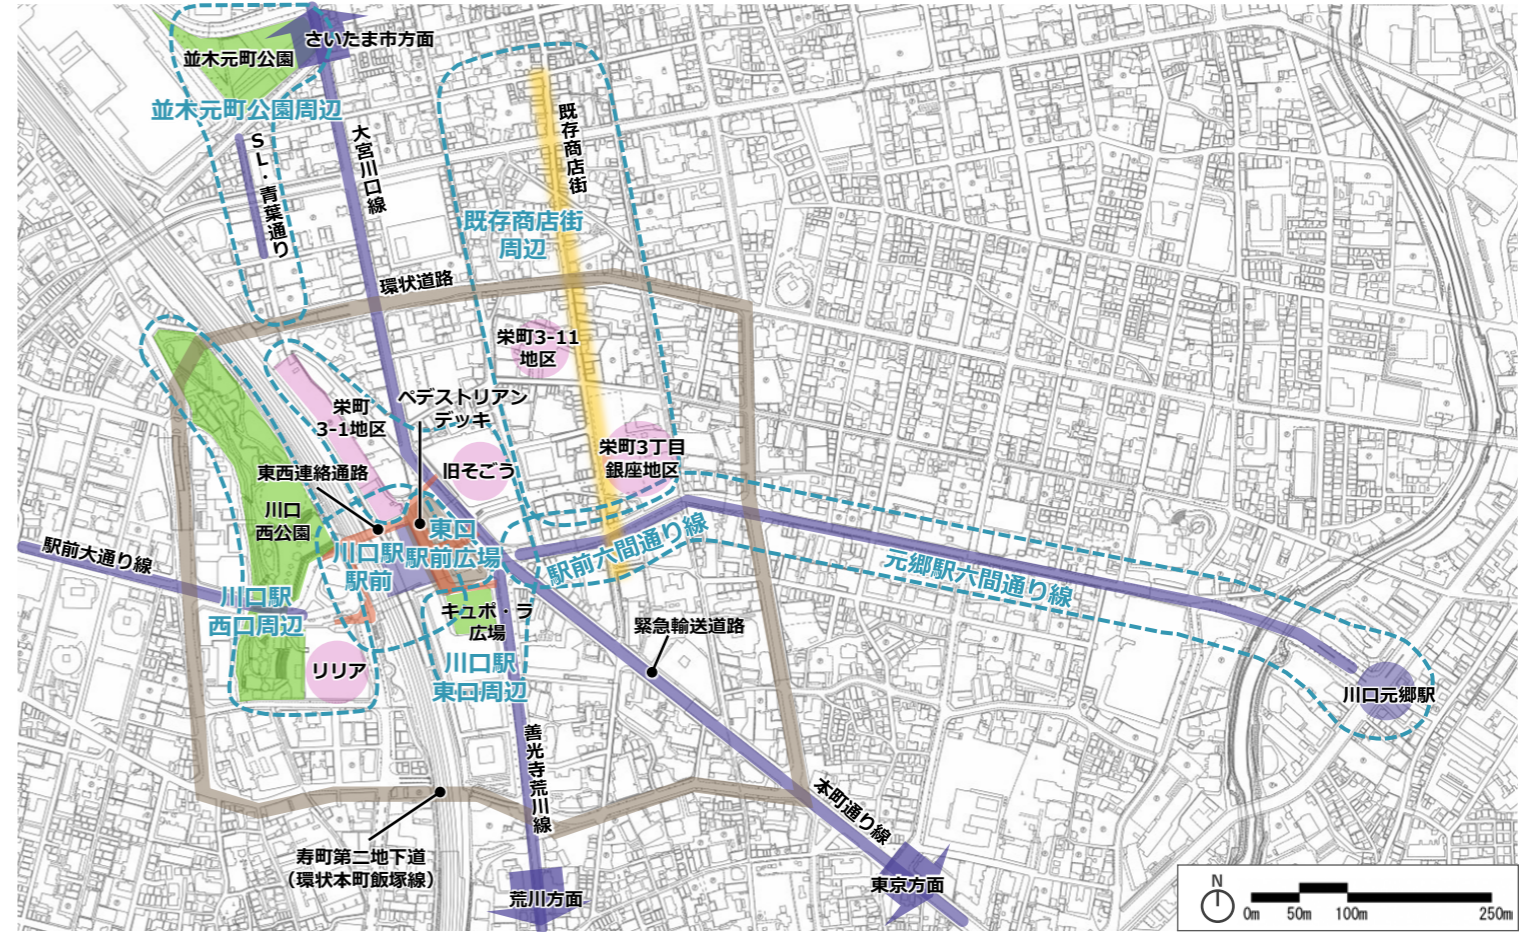 さいたま市方面
並木元町公園
並木元町公園周辺
SL・青葉通り
大宮川口線
既存商店街
既存商店街
周辺
環状道路
栄町3-11
地区
ペデストリアン
デッキ
栄町
3-1地区
栄町3丁目
銀座地区
旧そごう
東西連絡通路
川口
西公園
東口
駅前広場
川口駅
駅前
駅前六間通り線
元郷駅六間通り線
駅前大通り線
川口駅
西口周辺
キュポ・ラ
広場
緊急輸送道路
リリア
川口駅
東口周辺
川口元郷駅
善光寺荒川線
本町通り線
寿町第二地下道
(環状本町飯塚線)
荒川方面
東京方面
N
0m 50m 100m 250m